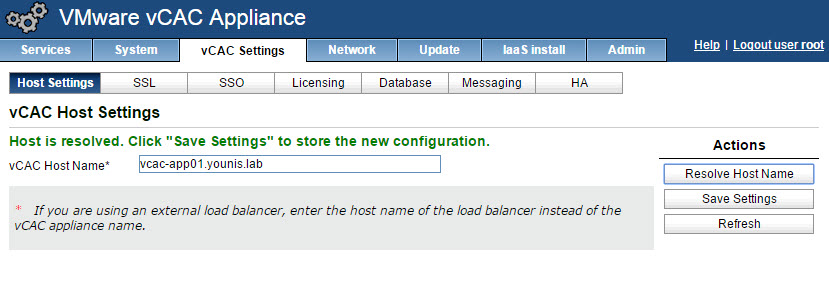 VMware vCAC Appliance
Services System vCAC Settings Network Update IaaS install Admin Help | Logout user root
Host Settings SSL SSO Licensing Database Messaging HA
vCAC Host Settings
Host is resolved. Click "Save Settings" to store the new configuration.
vCAC Host Name* vcac-app01.younis.lab
* If you are using an external load balancer, enter the host name of the load balancer instead of the
vCAC appliance name.
Actions
Resolve Host Name
Save Settings
Refresh